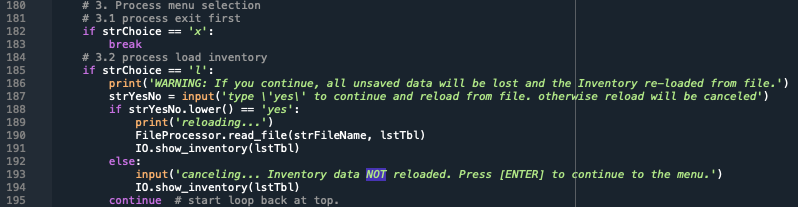 180 # 3. Process menu selection
181 # 3.1 process exit first
182 if strChoice == 'x':
183 break
184 # 3.2 process load inventory
185 if strChoice == 'l':
186 print('WARNING: If you continue, all unsaved data will be lost and the Inventory re-loaded from file.')
187 strYesNo = input('type \'yes\' to continue and reload from file. otherwise reload will be canceled')
188 if strYesNo.lower() == 'yes':
189 print('reloading...')
190 FileProcessor.read_file(strFileName, lstTbl)
191 IO.show_inventory(lstTbl)
192 else:
193 input('canceling... Inventory data NOT reloaded. Press [ENTER] to continue to the menu.')
194 IO.show_inventory(lstTbl)
195 continue # start loop back at top.